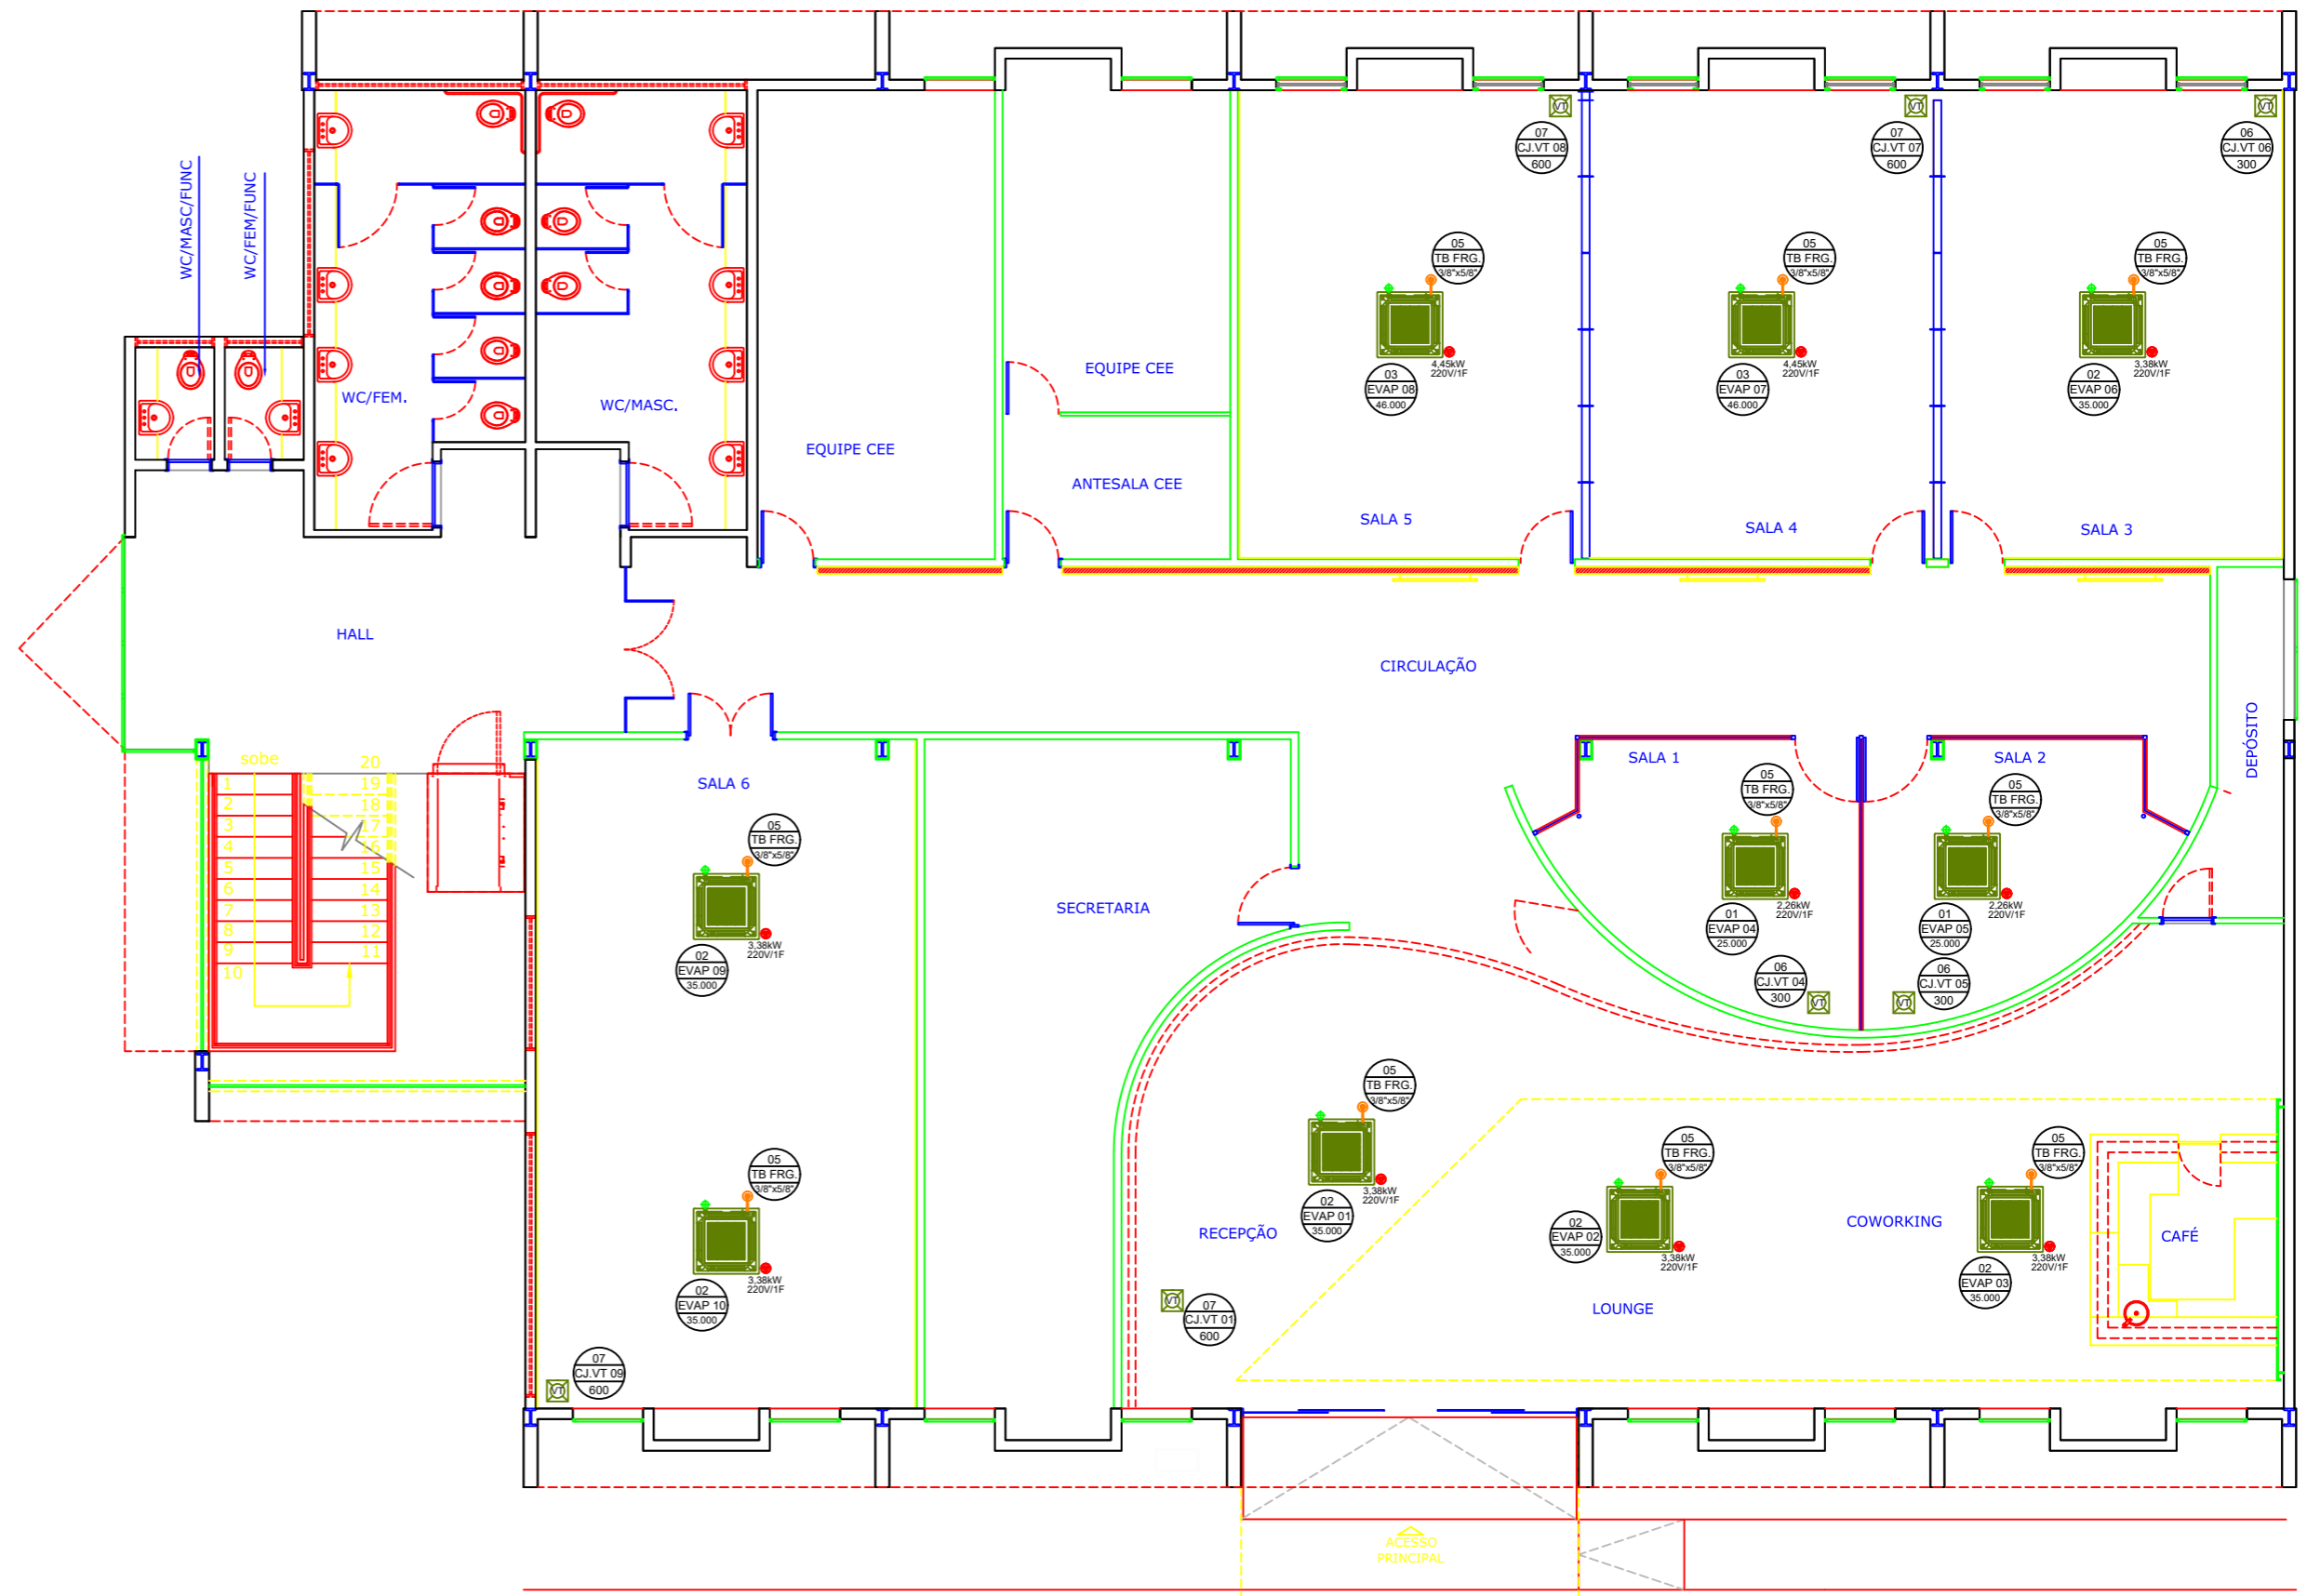 WC/MASC/FUNC
WC/FEM/FUNC
WC/FEM.
WC/MASC.
EQUIPE CEE
EQUIPE CEE
ANTESALA CEE
VT
07
CJ.VT 08
600
05
TB FRG.
3/8"x5/8"
4,45kW
220V/1F
03
EVAP 08
46.000
SALA 5
VT
07
CJ.VT 07
600
05
TB FRG.
3/8"x5/8"
4,45kW
220V/1F
03
EVAP 07
46.000
SALA 4
VT
06
CJ.VT 06
300
05
TB FRG.
3/8"x5/8"
3,38kW
220V/1F
02
EVAP 06
35.000
SALA 3
HALL
CIRCULAÇÃO
DEPÓSITO
sobe
1
2
3
4
5
6
7
8
9
10
20
19
18
17
16
15
14
13
12
11
SALA 6
05
TB FRG.
3/8"x5/8"
3,38kW
220V/1F
02
EVAP 09
35.000
05
TB FRG.
3/8"x5/8"
3,38kW
220V/1F
02
EVAP 10
35.000
07
CJ.VT 09
600
VT
SECRETARIA
SALA 1
05
TB FRG.
3/8"x5/8"
2,26kW
220V/1F
01
EVAP 04
25.000
06
CJ.VT 04
300
VT
SALA 2
05
TB FRG.
3/8"x5/8"
2,26kW
220V/1F
01
EVAP 05
25.000
06
CJ.VT 05
300
VT
05
TB FRG.
3/8"x5/8"
3,38kW
220V/1F
02
EVAP 01
35.000
RECEPÇÃO
VT
07
CJ.VT 01
600
05
TB FRG.
3/8"x5/8"
02
EVAP 02
35.000
3,38kW
220V/1F
LOUNGE
COWORKING
05
TB FRG.
3/8"x5/8"
3,38kW
220V/1F
02
EVAP 03
35.000
CAFÉ
ACESSO
PRINCIPAL